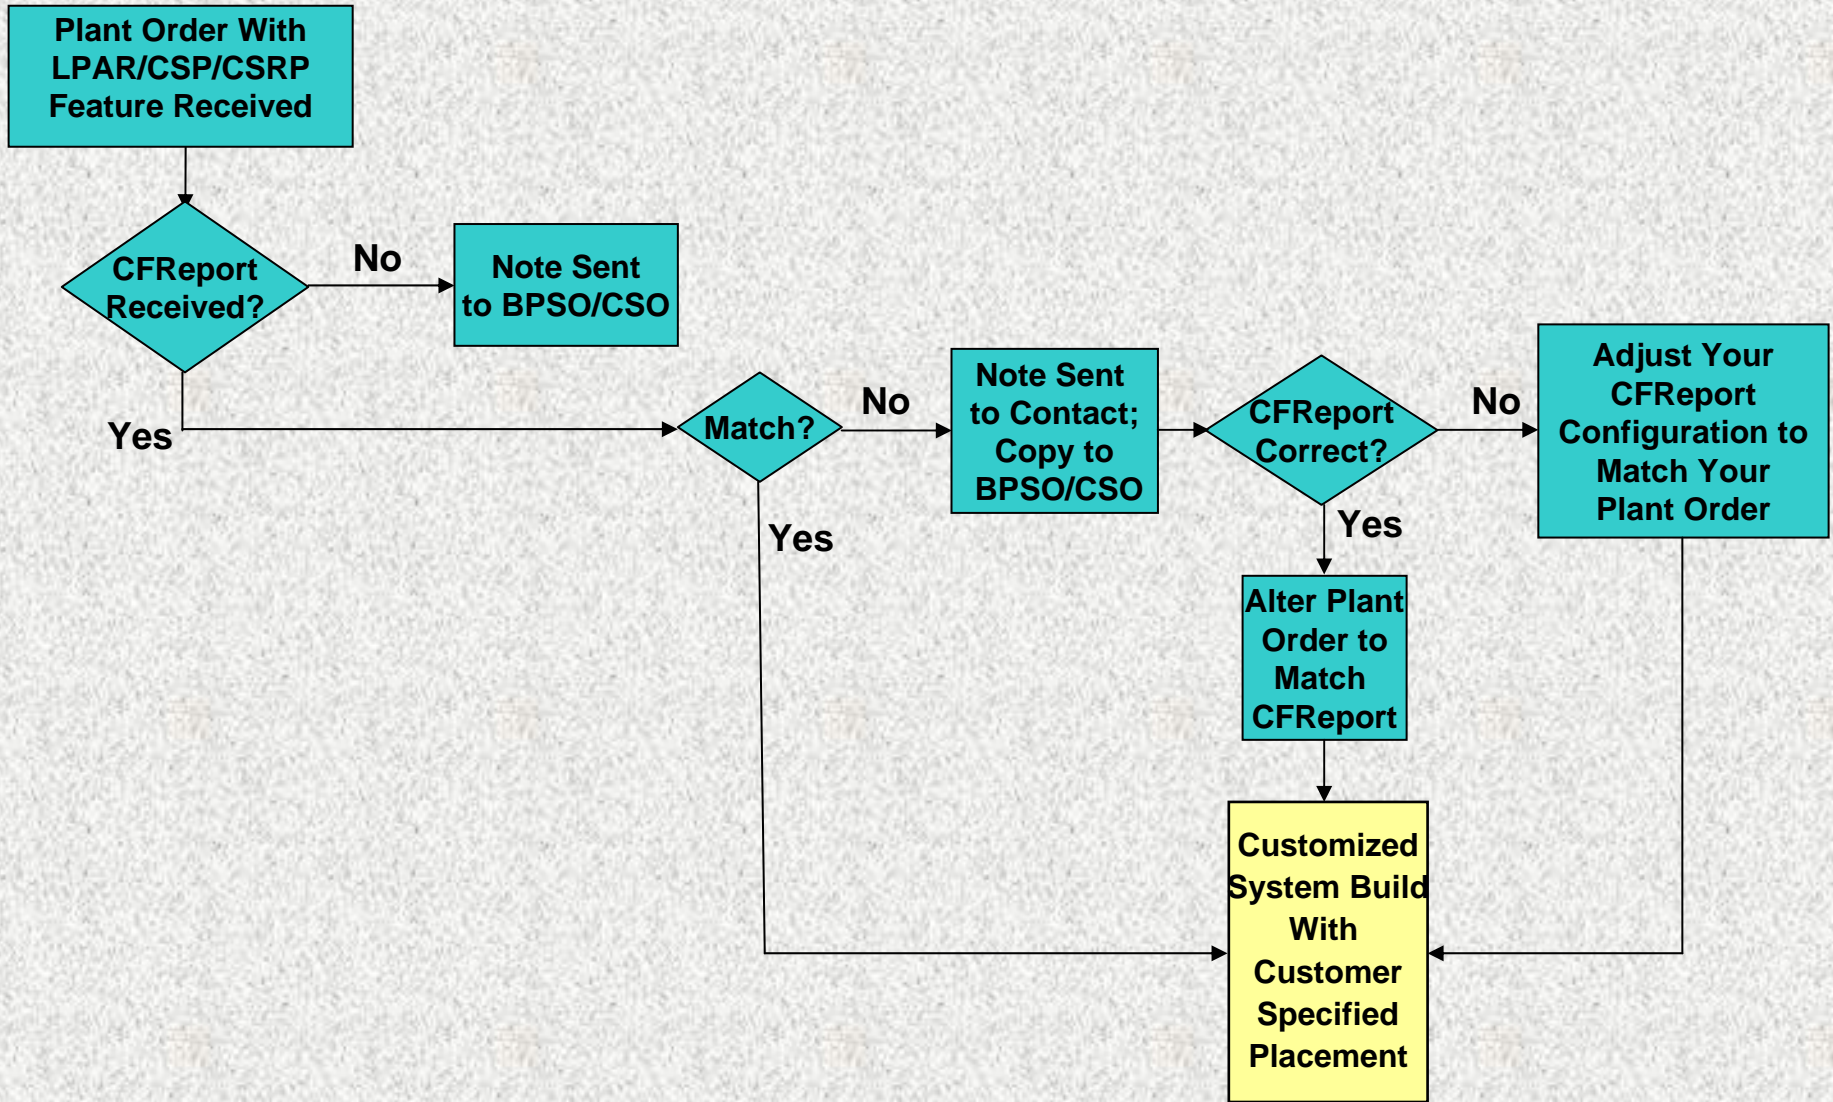 Plant Order With
LPAR/CSP/CSRP
Feature Received
CFReport
Received?
No
Note Sent
to BPSO/CSO
Yes
Match?
No
Note Sent
to Contact;
Copy to
BPSO/CSO
CFReport
Correct?
No
Adjust Your
CFReport
Configuration to
Match Your
Plant Order
Yes
Yes
Alter Plant
Order to
Match
CFReport
Customized
System Build
With
Customer
Specified
Placement